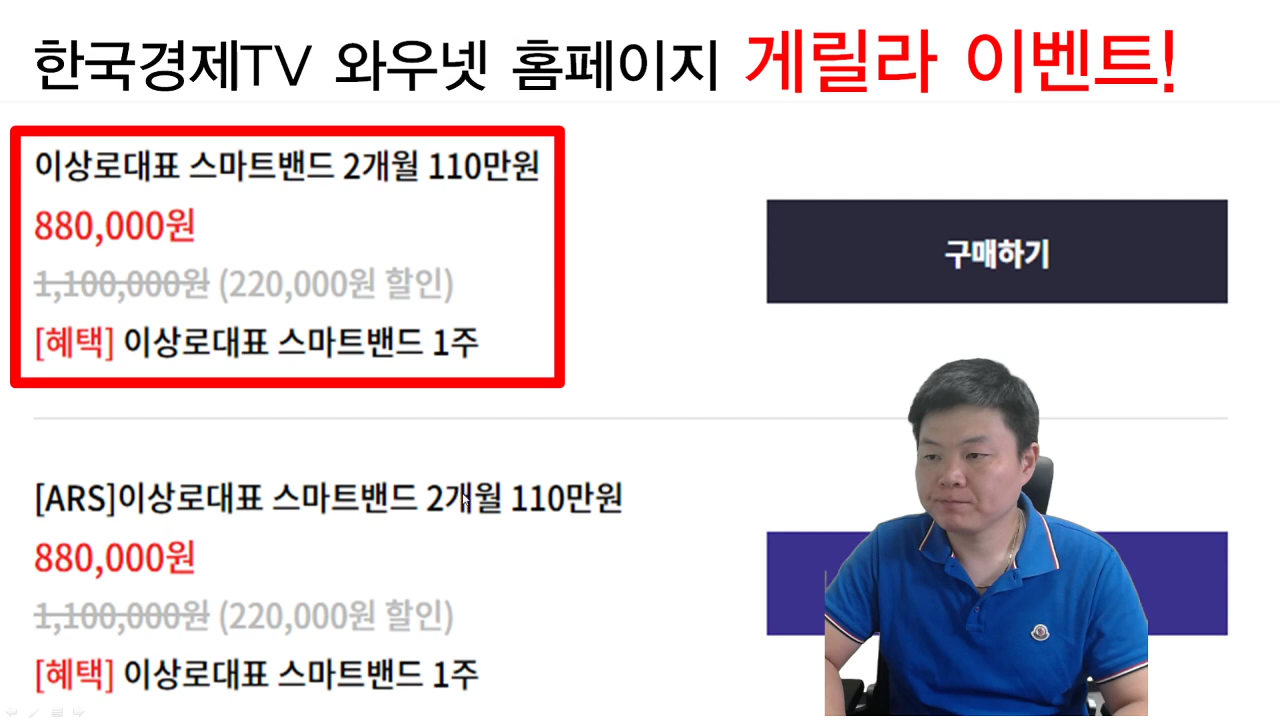 한국경제TV 와우넷 홈페이지 게릴라 이벤트!
이상로대표 스마트밴드 2개월 110만원
880,000원
1,100,000원 (220,000원 할인)
[혜택] 이상로대표 스마트밴드 1주
구매하기
[ARS]이상로대표 스마트밴드 2개월 110만원
880,000원
1,100,000원 (220,000원 할인)
[혜택] 이상로대표 스마트밴드 1주